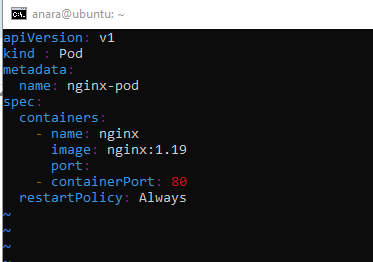 anara@ubuntu: ~
apiVersion: v1
kind : Pod
metadata:
  name: nginx-pod
spec:
  containers:
    - name: nginx
      image: nginx:1.19
      port:
    - containerPort: 80
  restartPolicy: Always
~
~
~
~